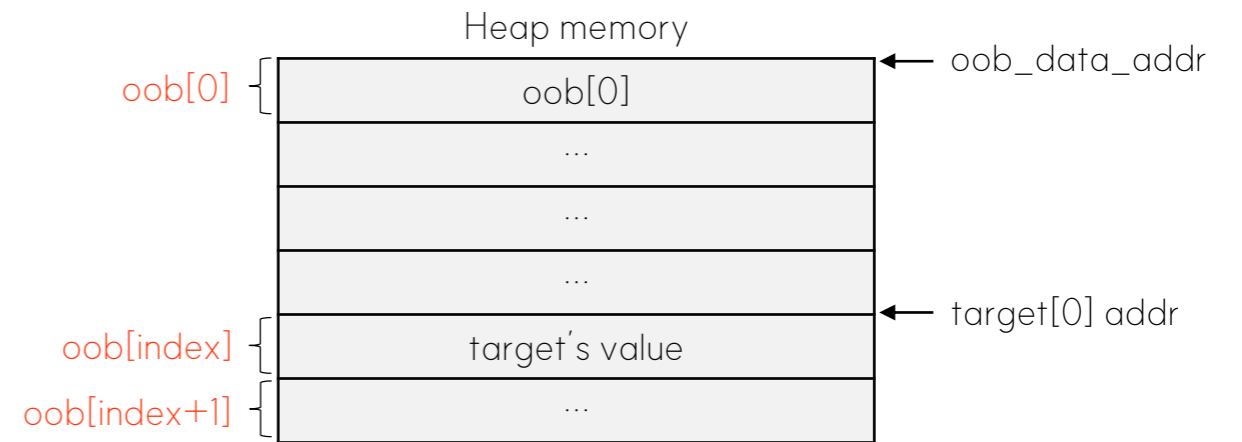 Heap memory
oob_data_addr
oob[0]
oob[0]
...
...
...
target[0] addr
oob[index]
target's value
oob[index+1]
...